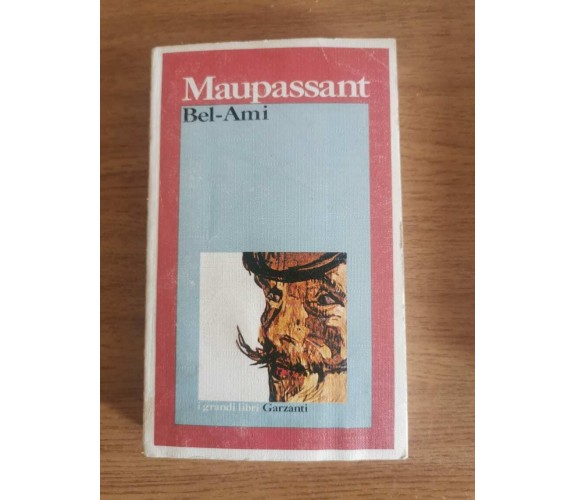 Maupassant
Bel-Ami
i grandi libri Garzanti